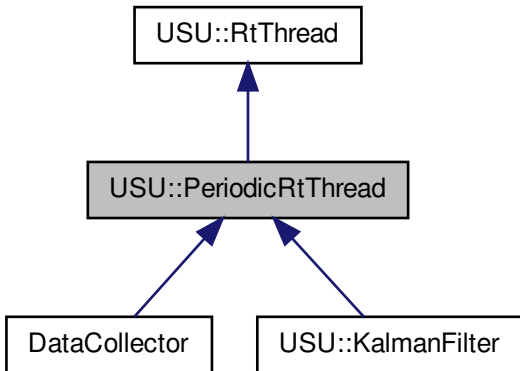 USU::RtThread
USU::PeriodicRtThread
DataCollector
USU::KalmanFilter